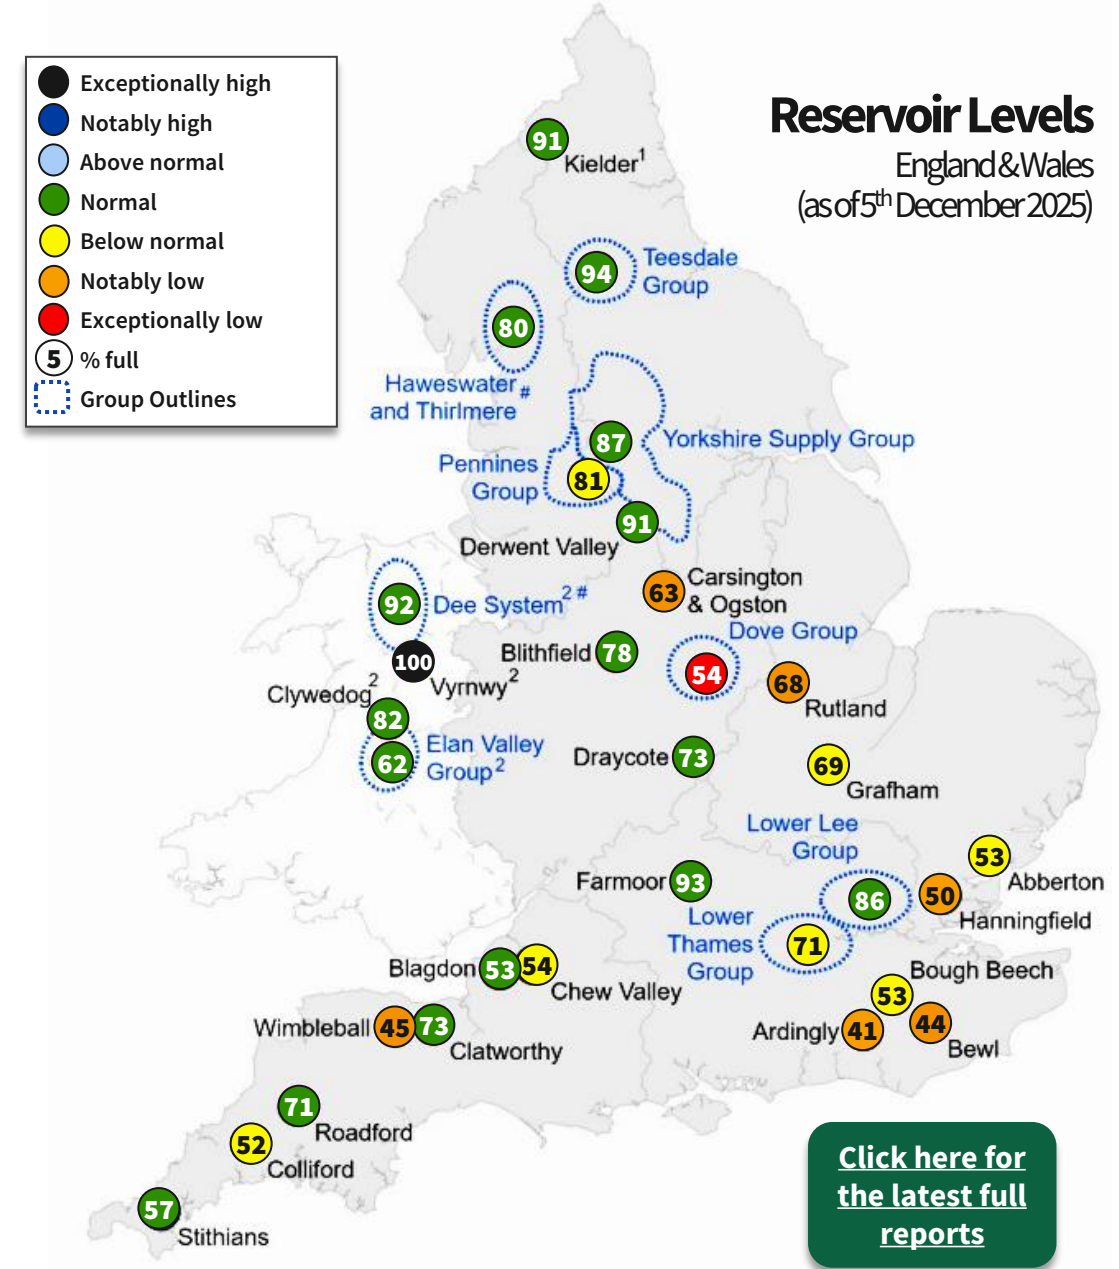 Exceptionally high
Notably high
Above normal
Normal
Below normal
Notably low
Exceptionally low
5 % full
Group Outlines
Reservoir Levels
England & Wales
(as of 5th December 2025)
91
Kielder1
94
Teesdale
Group
80
Haweswater #
and Thirlmere
87
Yorkshire Supply Group
Pennines
Group
81
91
Derwent Valley
63
Carsington
& Ogston
92
Dee System2 #
Dove Group
54
Blithfield 78
100
Vyrnwy2
68
Rutland
Clywedog2
82
62
Elan Valley
Group2
Draycote 73
69
Grafham
Lower Lee
Group
86
53
Abberton
50
Hanningfield
Farmoor 93
Lower
Thames
Group
71
Blagdon 53
54
Chew Valley
Bough Beech
53
Wimbleball 45
73
Clatworthy
Ardingly 41
44
Bewl
71
Roadford
52
Colliford
57
Stithians
Click here for
the latest full
reports